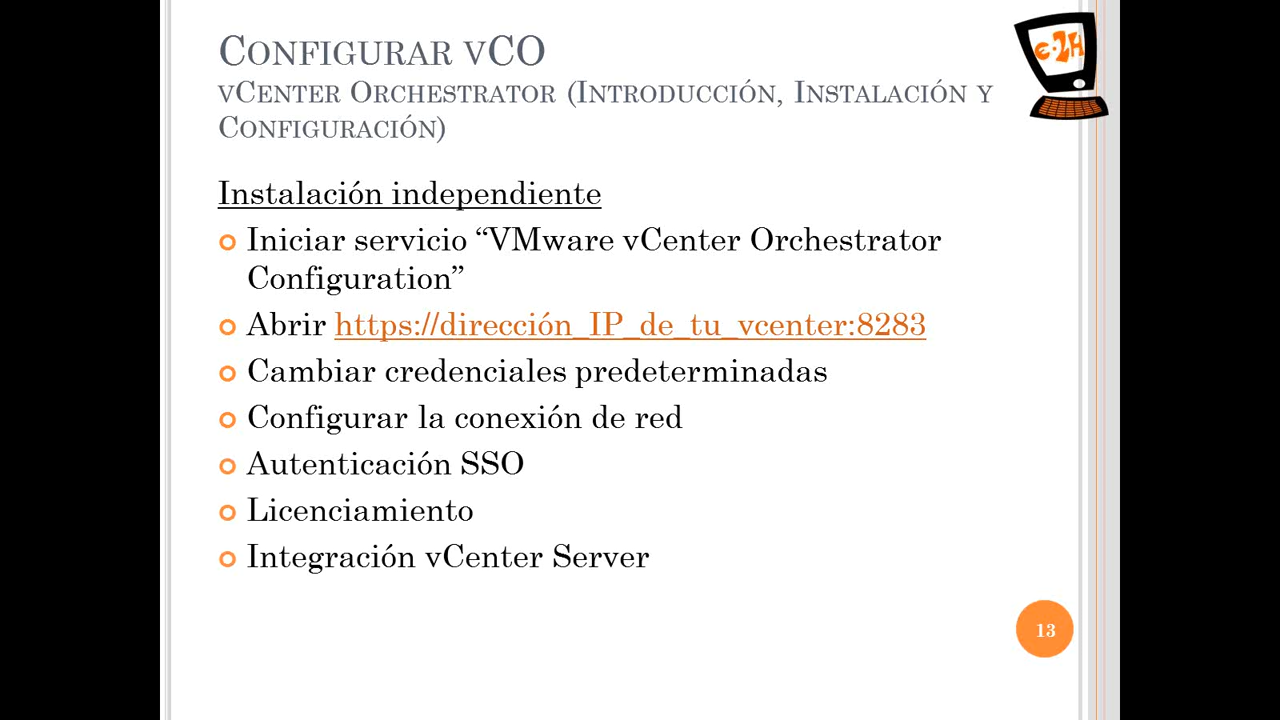 CONFIGURAR VCO
VCENTER ORCHESTRATOR (INTRODUCCIÓN, INSTALACIÓN Y
CONFIGURACIÓN)
e-2H
Instalación independiente
Iniciar servicio “VMware vCenter Orchestrator
Configuration”
Abrir https://dirección_IP_de_tu_vcenter:8283
Cambiar credenciales predeterminadas
Configurar la conexión de red
Autenticación SSO
Licenciamiento
Integración vCenter Server
13